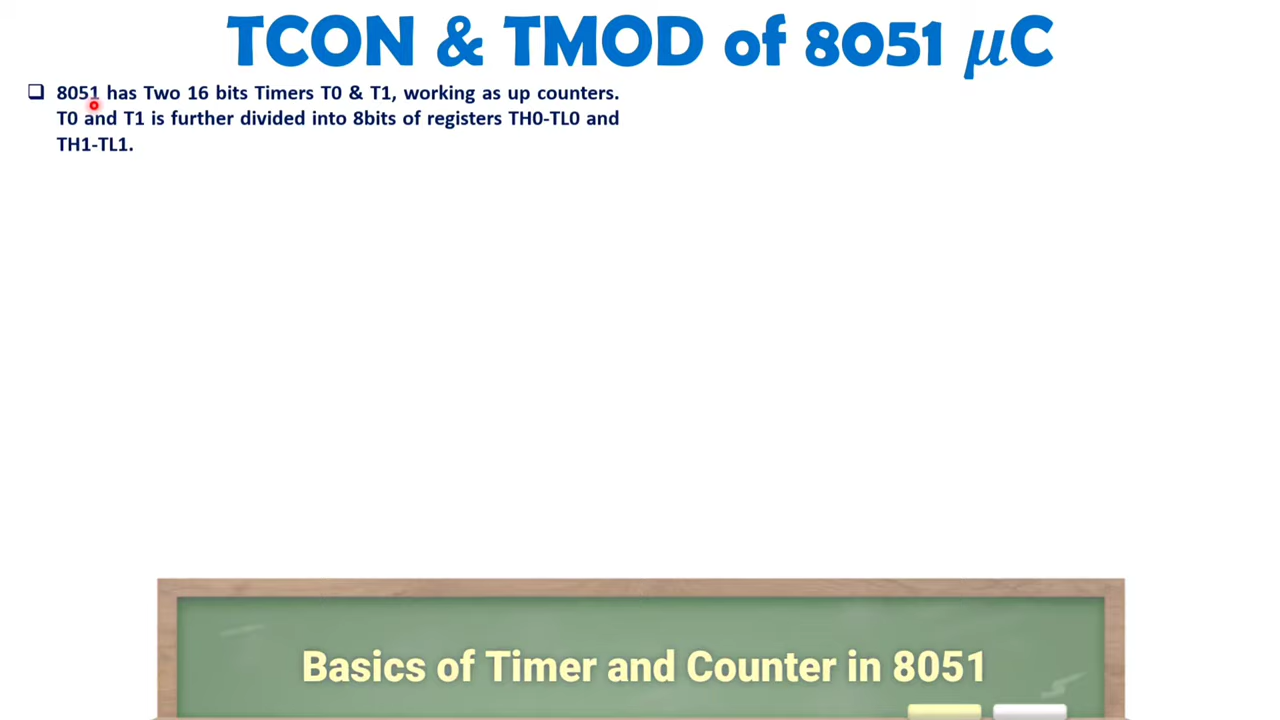 TCON & TMOD of 8051 μC
❑ 8051 has Two 16 bits Timers T0 & T1, working as up counters.
T0 and T1 is further divided into 8bits of registers TH0-TL0 and
TH1-TL1.
Basics of Timer and Counter in 8051